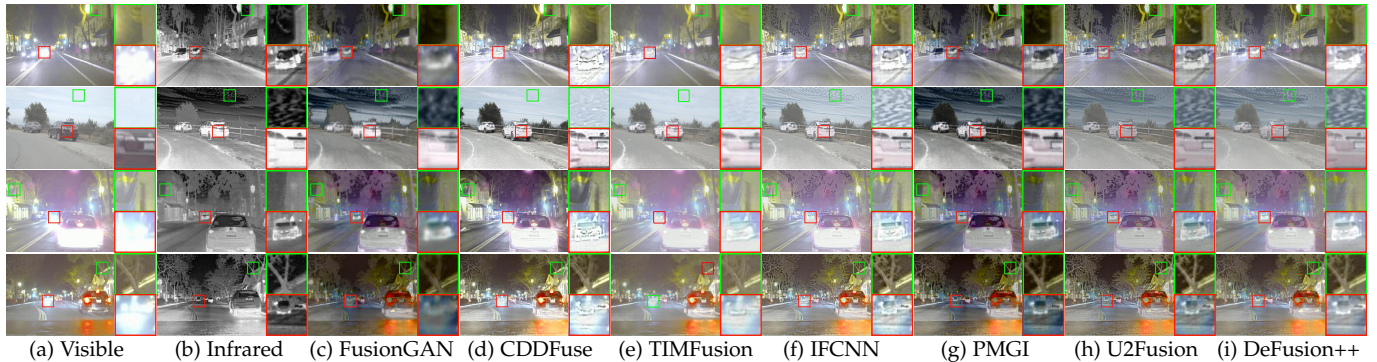 (a) Visible (b) Infrared (c) FusionGAN (d) CDDFuse (e) TIMFusion (f) IFCNN (g) PMGI (h) U2Fusion (i) DeFusion++